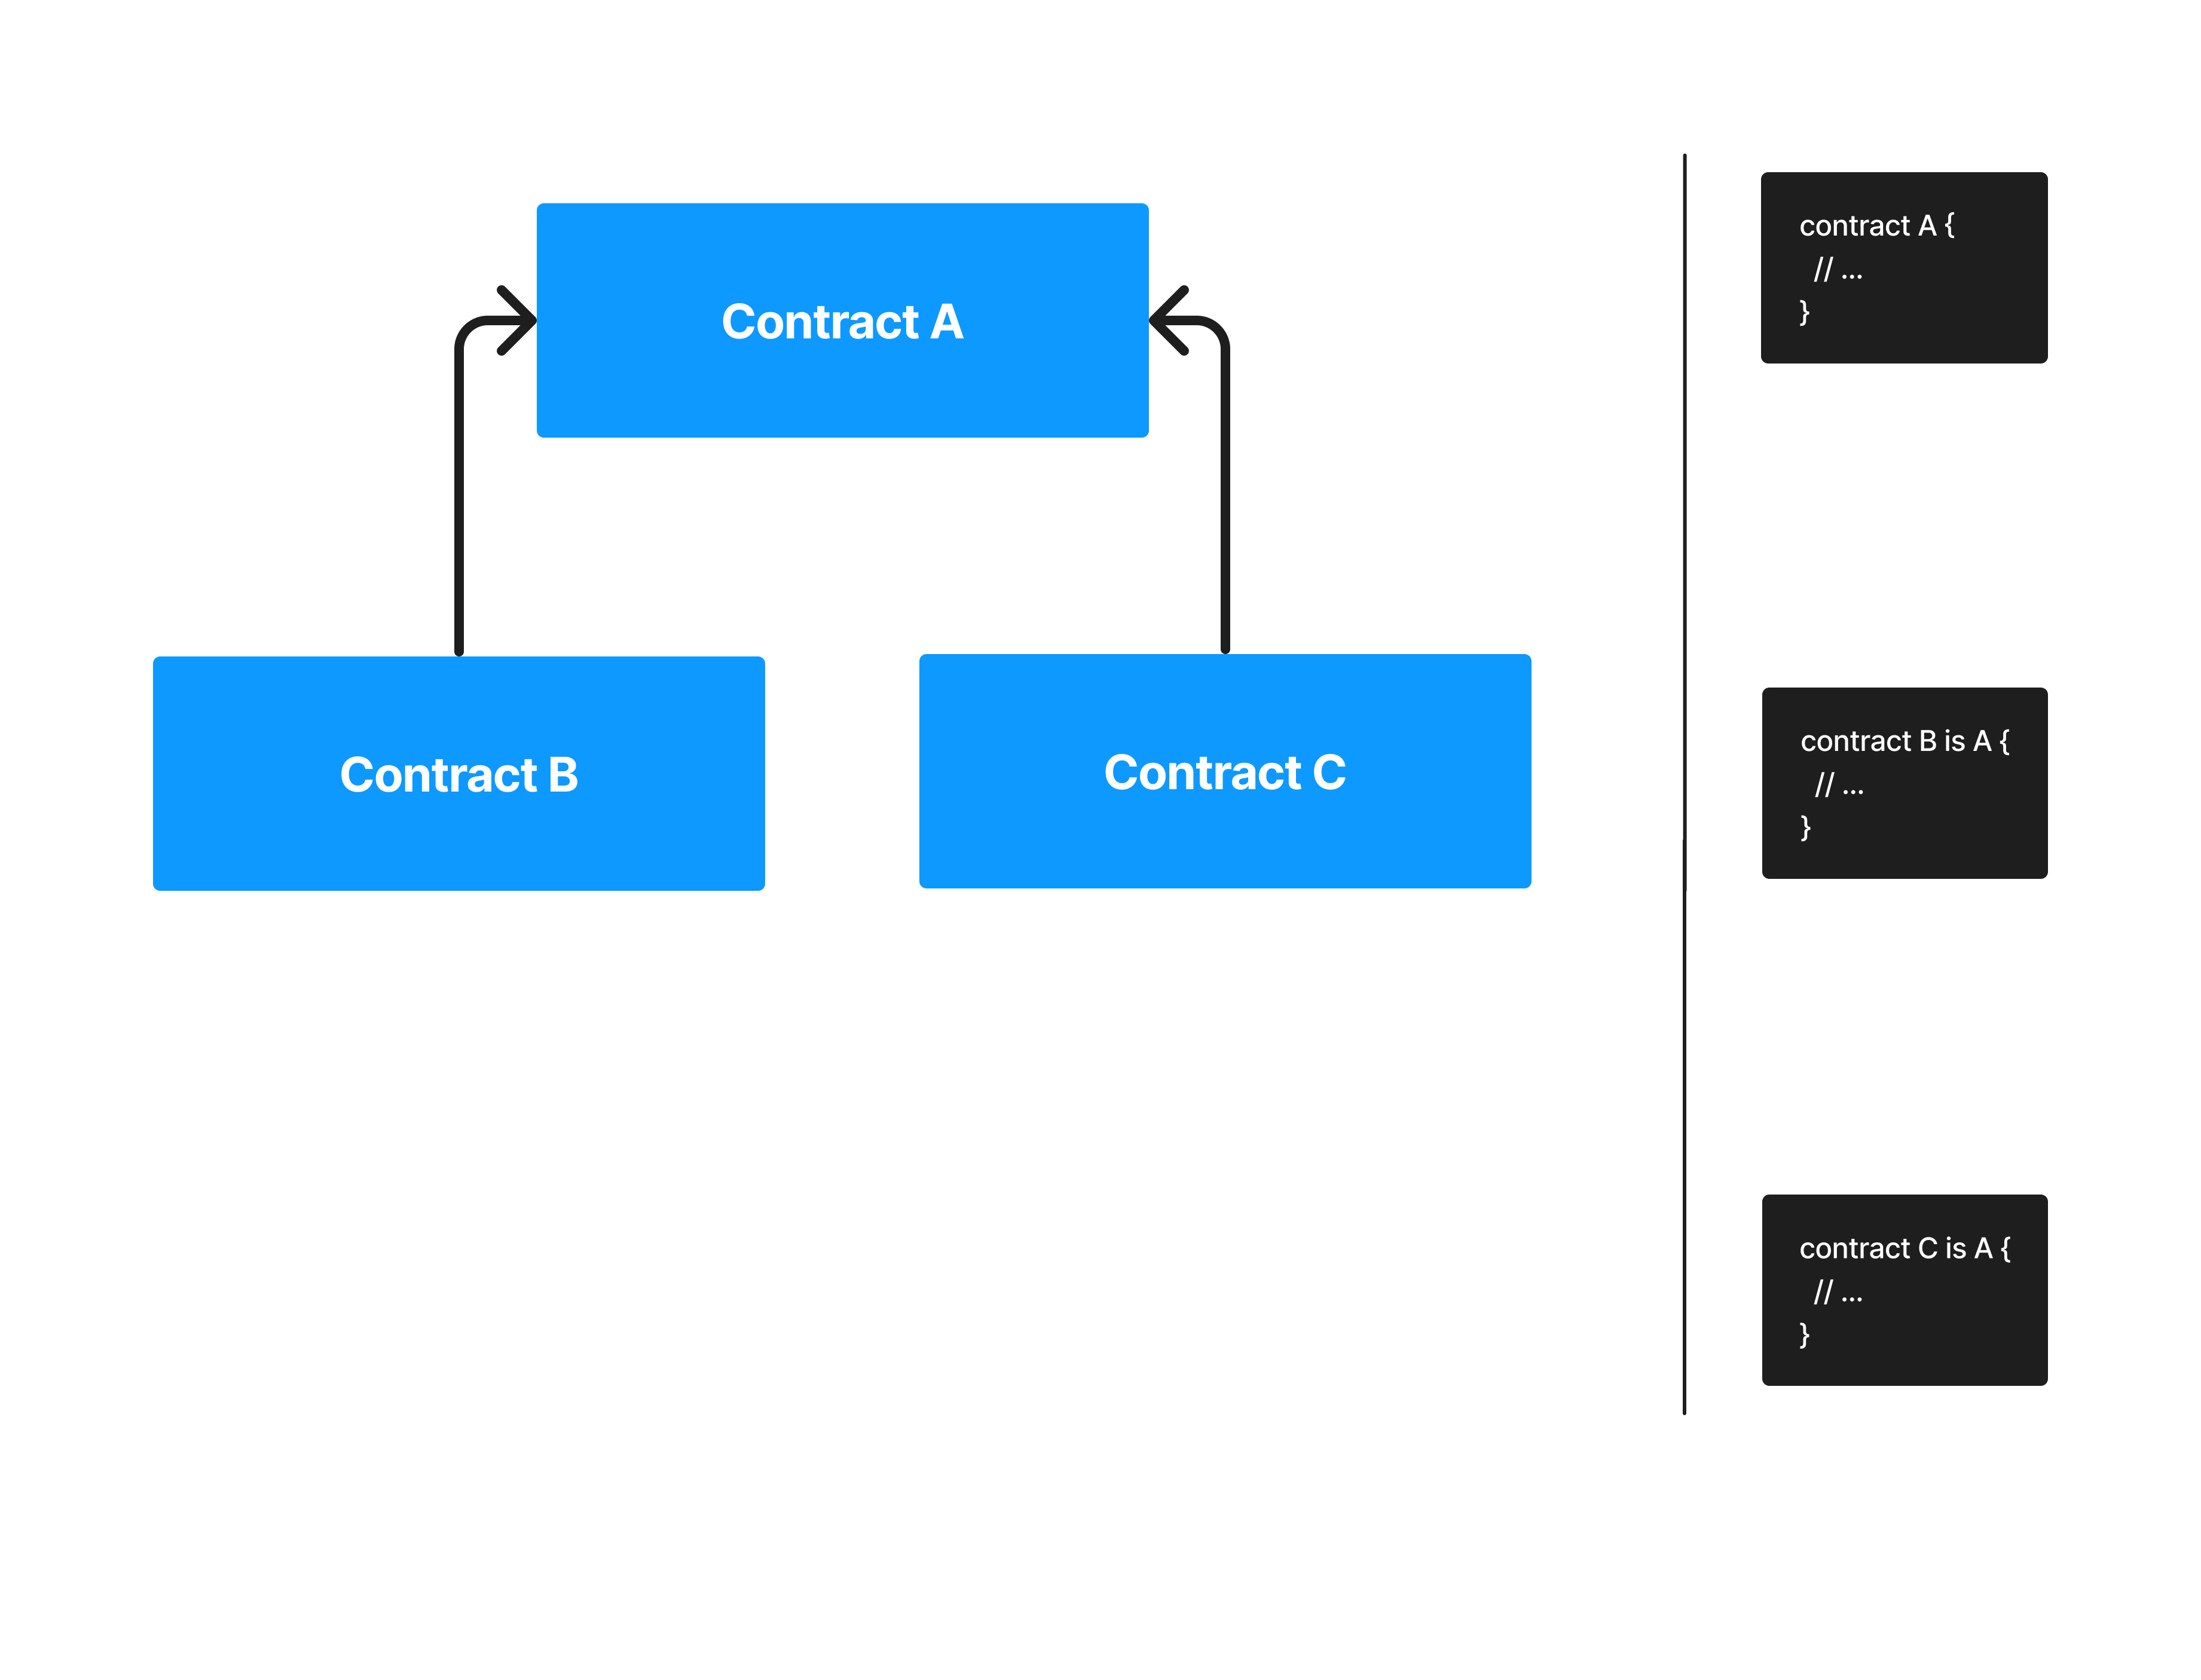 Contract A
Contract B
Contract C
contract A {
// ...
}
contract B is A {
// ...
}
contract C is A {
// ...
}